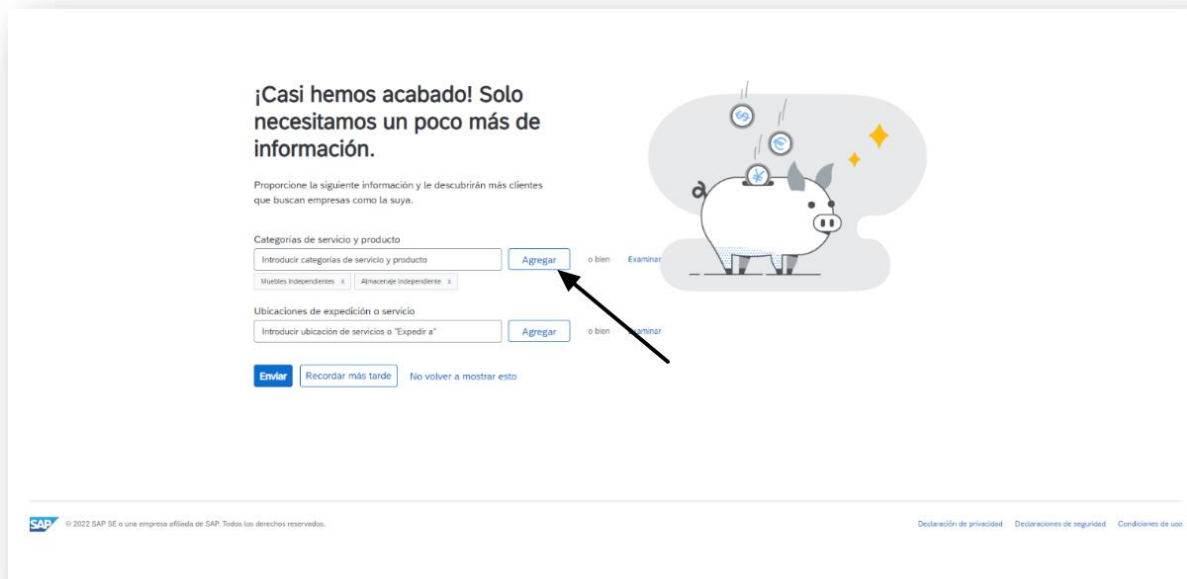 ¡Casi hemos acabado! Solo
necesitamos un poco más de
información.
Proporcione la siguiente información y le descubrirán más clientes
que buscan empresas como la suya.
Categorías de servicio y producto
Introducir categorías de servicio y producto
Agregar
o bien
Examinar
Muebles Independientes x
Almacenaje Independiente x
Ubicaciones de expedición o servicio
Introducir ubicación de servicios o "Expedir a"
Agregar
o bien
Examinar
Enviar
Recordar más tarde
No volver a mostrar esto
$
€
¥
SAP
© 2022 SAP SE o una empresa afiliada de SAP. Todos los derechos reservados.
Declaración de privacidad
Declaraciones de seguridad
Condiciones de uso